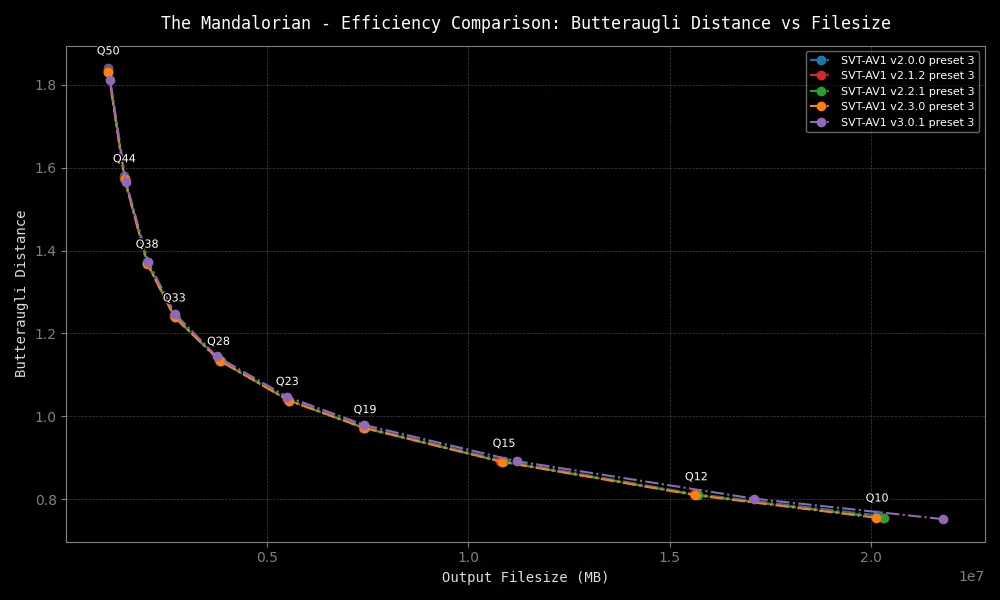 The Mandalorian - Efficiency Comparison: Butteraugli Distance vs Filesize
SVT-AV1 v2.0.0 preset 3
SVT-AV1 v2.1.2 preset 3
SVT-AV1 v2.2.1 preset 3
SVT-AV1 v2.3.0 preset 3
SVT-AV1 v3.0.1 preset 3
Butteraugli Distance
1.8
1.6
1.4
1.2
1.0
0.8
Q50
Q44
Q38
Q33
Q28
Q23
Q19
Q15
Q12
Q10
0.5
1.0
1.5
2.0
1e7
Output Filesize (MB)